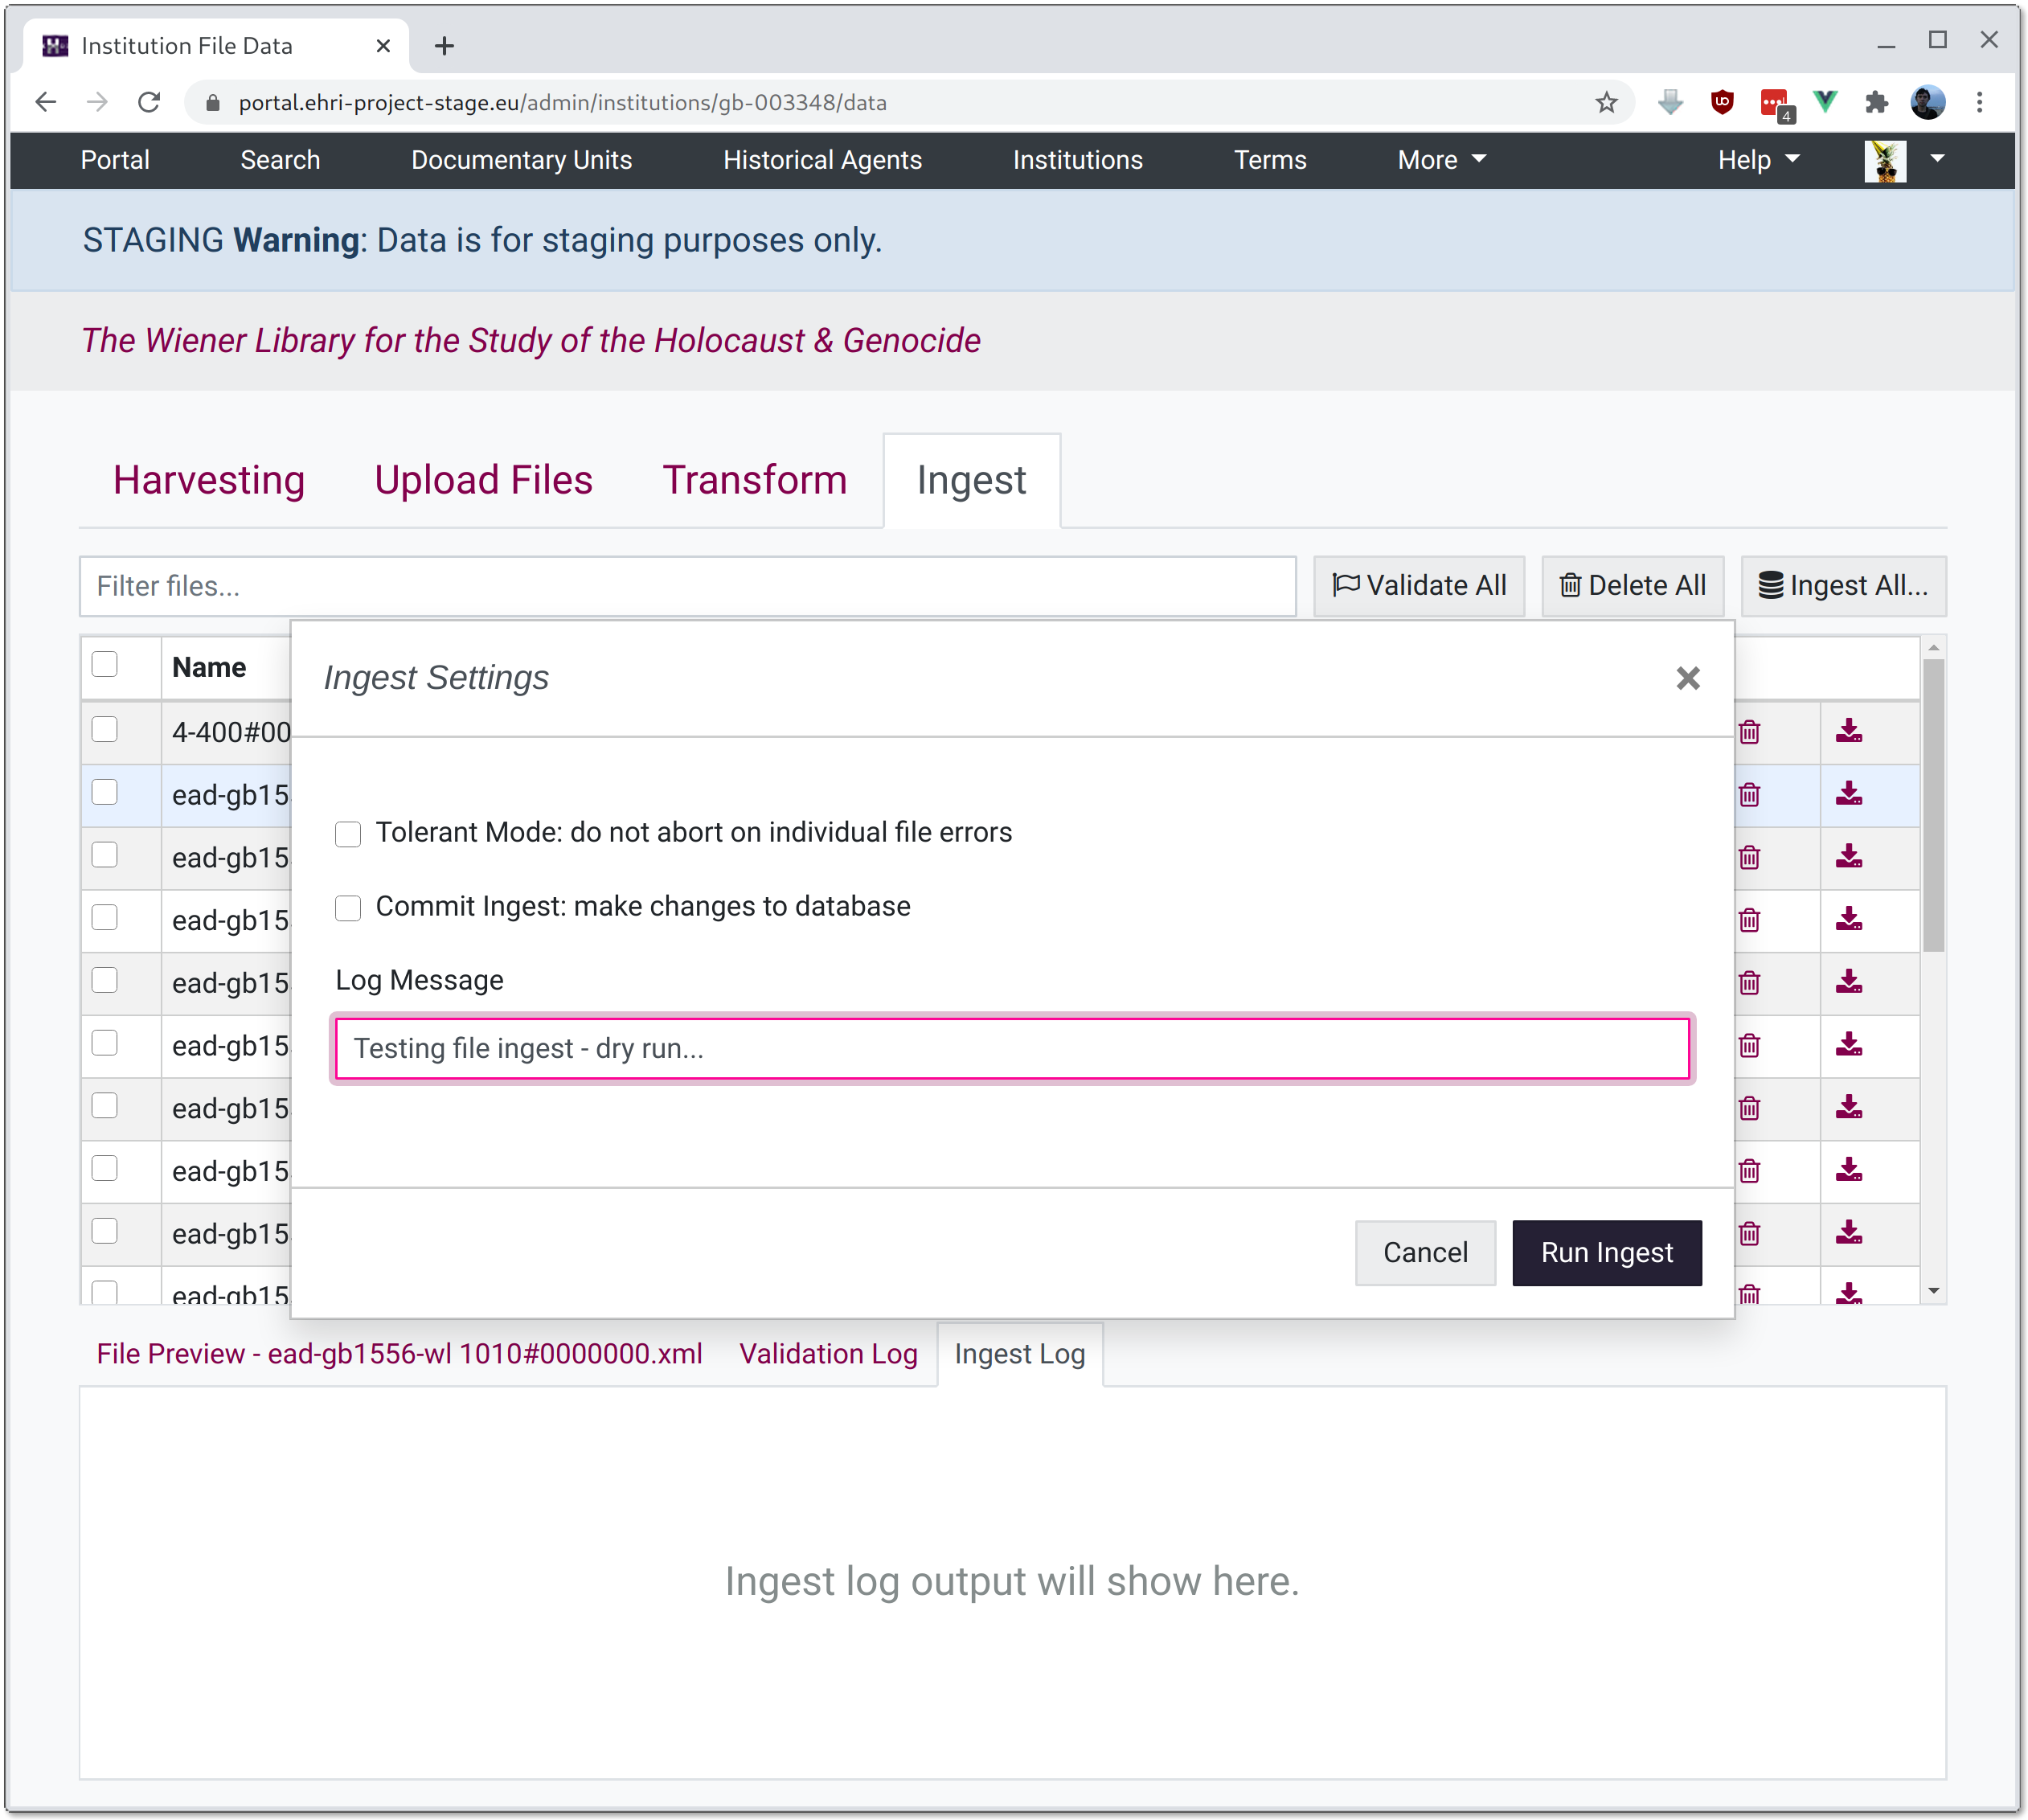 Institution File Data
portal.ehri-project-stage.eu/admin/institutions/gb-003348/data
4
Portal Search Documentary Units Historical Agents Institutions Terms More Help
STAGING Warning: Data is for staging purposes only.
The Wiener Library for the Study of the Holocaust & Genocide
Harvesting Upload Files Transform Ingest
Filter files... Validate All Delete All Ingest All...
Name
Ingest Settings
4-400#00
ead-gb15
Tolerant Mode: do not abort on individual file errors
ead-gb15
Commit Ingest: make changes to database
ead-gb15
Log Message
ead-gb15
Testing file ingest - dry run...
ead-gb15
ead-gb15
ead-gb15
ead-gb15
Cancel Run Ingest
ead-gb15
File Preview - ead-gb1556-wl 1010#0000000.xml Validation Log Ingest Log
Ingest log output will show here.